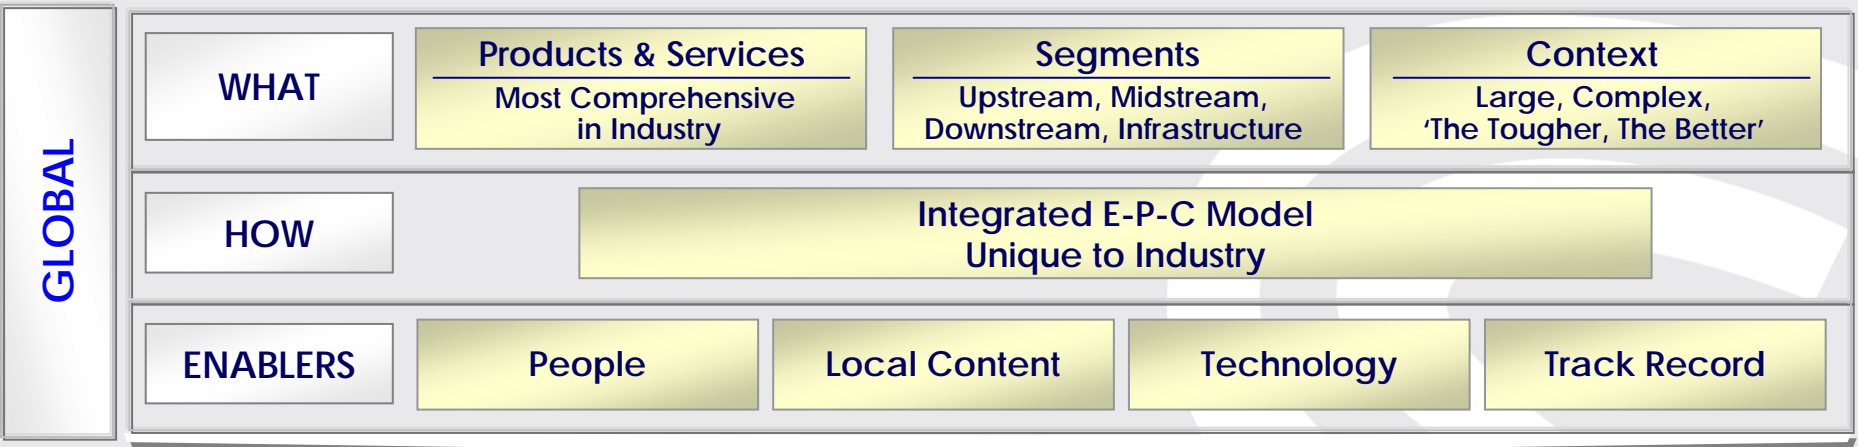 GLOBAL
WHAT
Products & Services
Most Comprehensive
in Industry
Segments
Upstream, Midstream,
Downstream, Infrastructure
Context
Large, Complex,
‘The Tougher, The Better’
HOW
Integrated E-P-C Model
Unique to Industry
ENABLERS
People
Local Content
Technology
Track Record